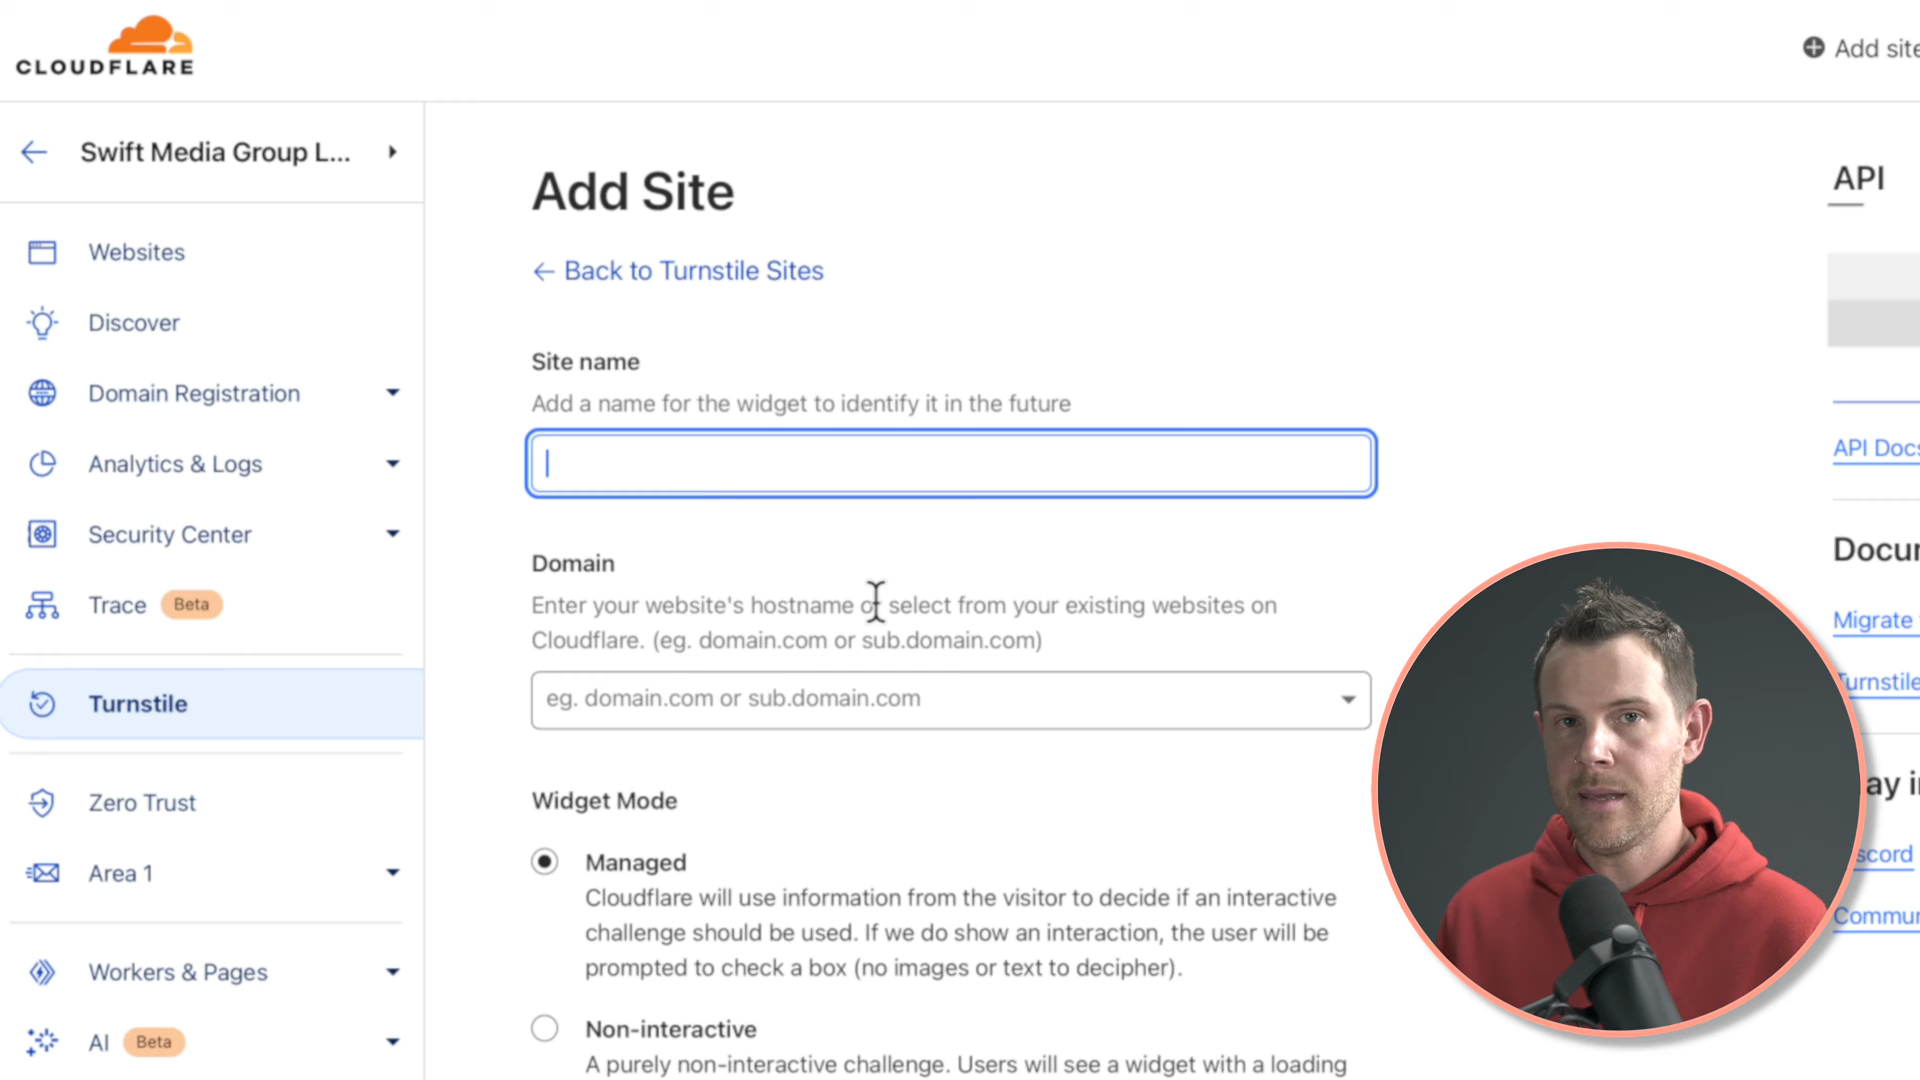 CLOUDFLARE
Add site
Swift Media Group L...
Websites
Discover
Domain Registration
Analytics & Logs
Security Center
Trace Beta
Turnstile
Zero Trust
Area 1
Workers & Pages
AI Beta
Add Site
← Back to Turnstile Sites
Site name
Add a name for the widget to identify it in the future
Domain
Enter your website's hostname or select from your existing websites on
Cloudflare. (eg. domain.com or sub.domain.com)
eg. domain.com or sub.domain.com
Widget Mode
Managed
Cloudflare will use information from the visitor to decide if an interactive
challenge should be used. If we do show an interaction, the user will be
prompted to check a box (no images or text to decipher).
Non-interactive
A purely non-interactive challenge. Users will see a widget with a loading
API
API Docs
Docum
Migrate
Turnstile
ay i
scord
Commun